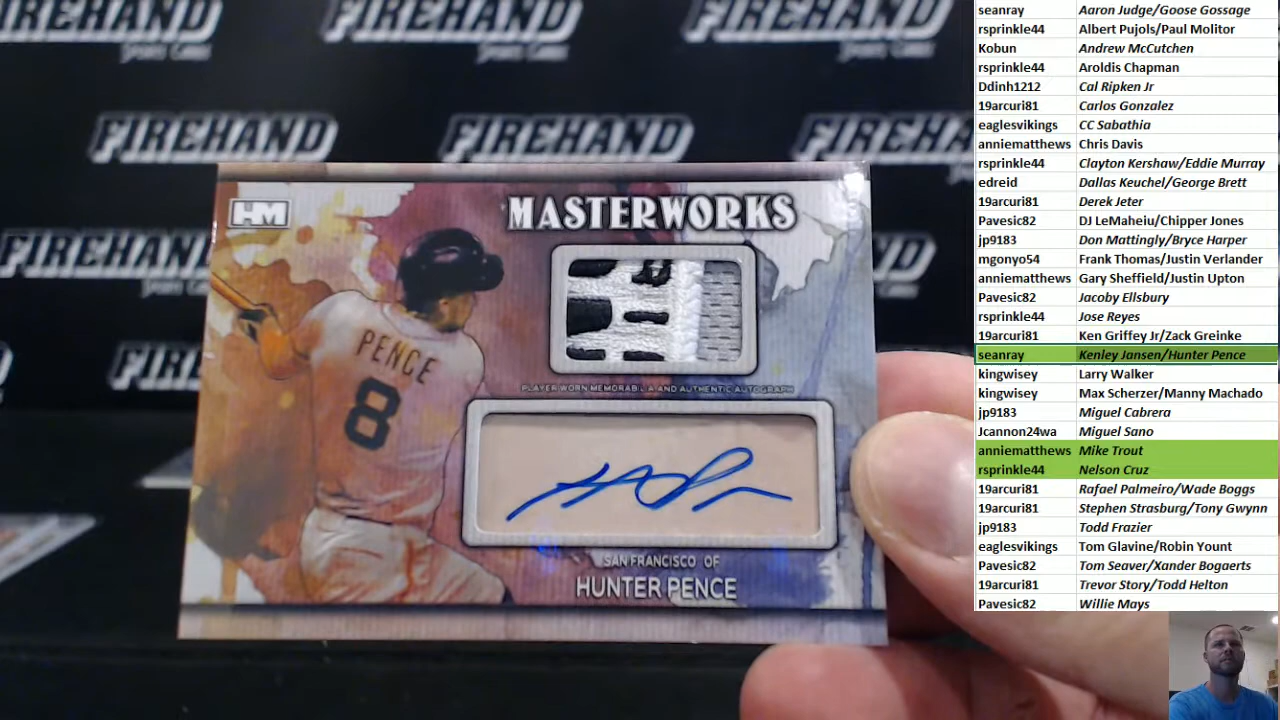 FIREHAND
SPORTS CARDS
FIREHAND
SPORTS CARDS
FIREHAND
FIREHAND
FIREHAND
FIREHAND
SPORTS CARDS
FIREHAND
Sports Cards
HM
MASTERWORKS
PENCE
8
PLAYER WORN MEMORABILIA AND AUTHENTIC AUTOGRAPH
SAN FRANCISCO OF
HUNTER PENCE
seanray Aaron Judge/Goose Gossage
rsprinkle44 Albert Pujols/Paul Molitor
Kobun Andrew McCutchen
rsprinkle44 Aroldis Chapman
Ddinh1212 Cal Ripken Jr
19arcuri81 Carlos Gonzalez
eaglesvikings CC Sabathia
anniematthews Chris Davis
rsprinkle44 Clayton Kershaw/Eddie Murray
edreid Dallas Keuchel/George Brett
19arcuri81 Derek Jeter
Pavesic82 DJ LeMaheiu/Chipper Jones
jp9183 Don Mattingly/Bryce Harper
mgonyo54 Frank Thomas/Justin Verlander
anniematthews Gary Sheffield/Justin Upton
Pavesic82 Jacoby Ellsbury
rsprinkle44 Jose Reyes
19arcuri81 Ken Griffey Jr/Zack Greinke
seanray Kenley Jansen/Hunter Pence
kingwisey Larry Walker
kingwisey Max Scherzer/Manny Machado
jp9183 Miguel Cabrera
Jcannon24wa Miguel Sano
anniematthews Mike Trout
rsprinkle44 Nelson Cruz
19arcuri81 Rafael Palmeiro/Wade Boggs
19arcuri81 Stephen Strasburg/Tony Gwynn
jp9183 Todd Frazier
eaglesvikings Tom Glavine/Robin Yount
Pavesic82 Tom Seaver/Xander Bogaerts
19arcuri81 Trevor Story/Todd Helton
Pavesic82 Willie Mays